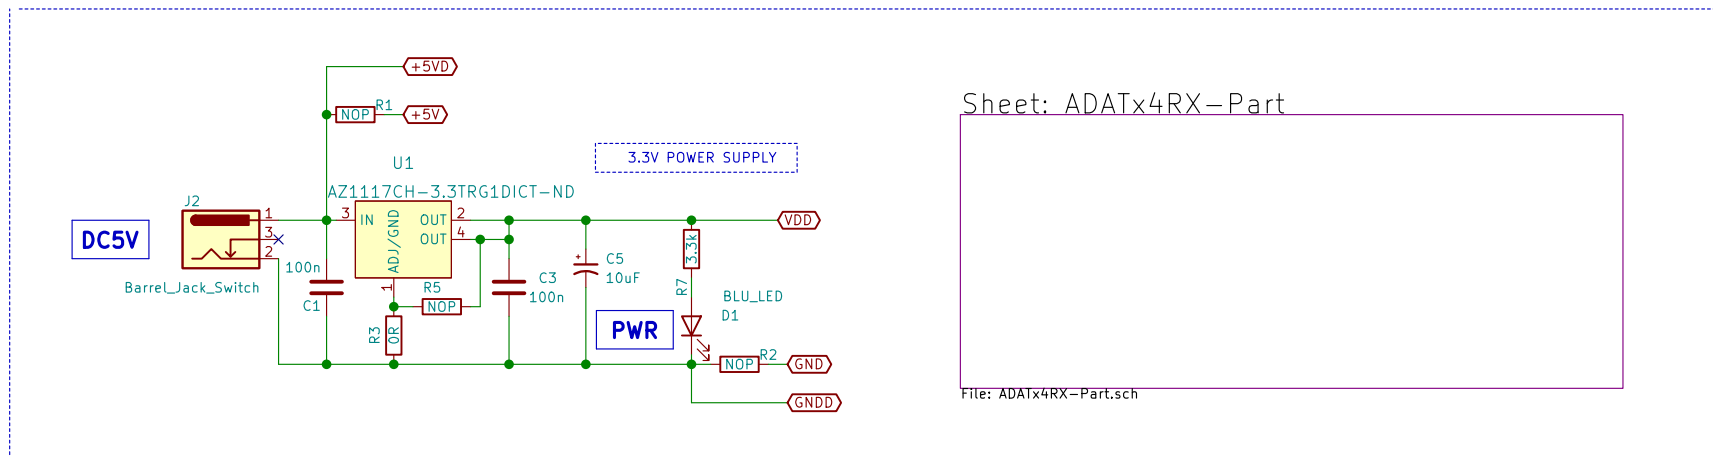 +5VD
R1
NOP
+5V
3.3V POWER SUPPLY
U1
AZ1117CH-3.3TRG1DICT-ND
J2
1
3
2
DC5V
Barrel_Jack_Switch
3
IN
OUT
2
OUT
4
ADJ/GND
1
VDD
100n
C1
R5
NOP
R3
0R
C3
100n
+
C5
10uF
3.3k
R7
BLU_LED
D1
PWR
R2
NOP
GND
GNDD
Sheet: ADATx4RX-Part
File: ADATx4RX-Part.sch